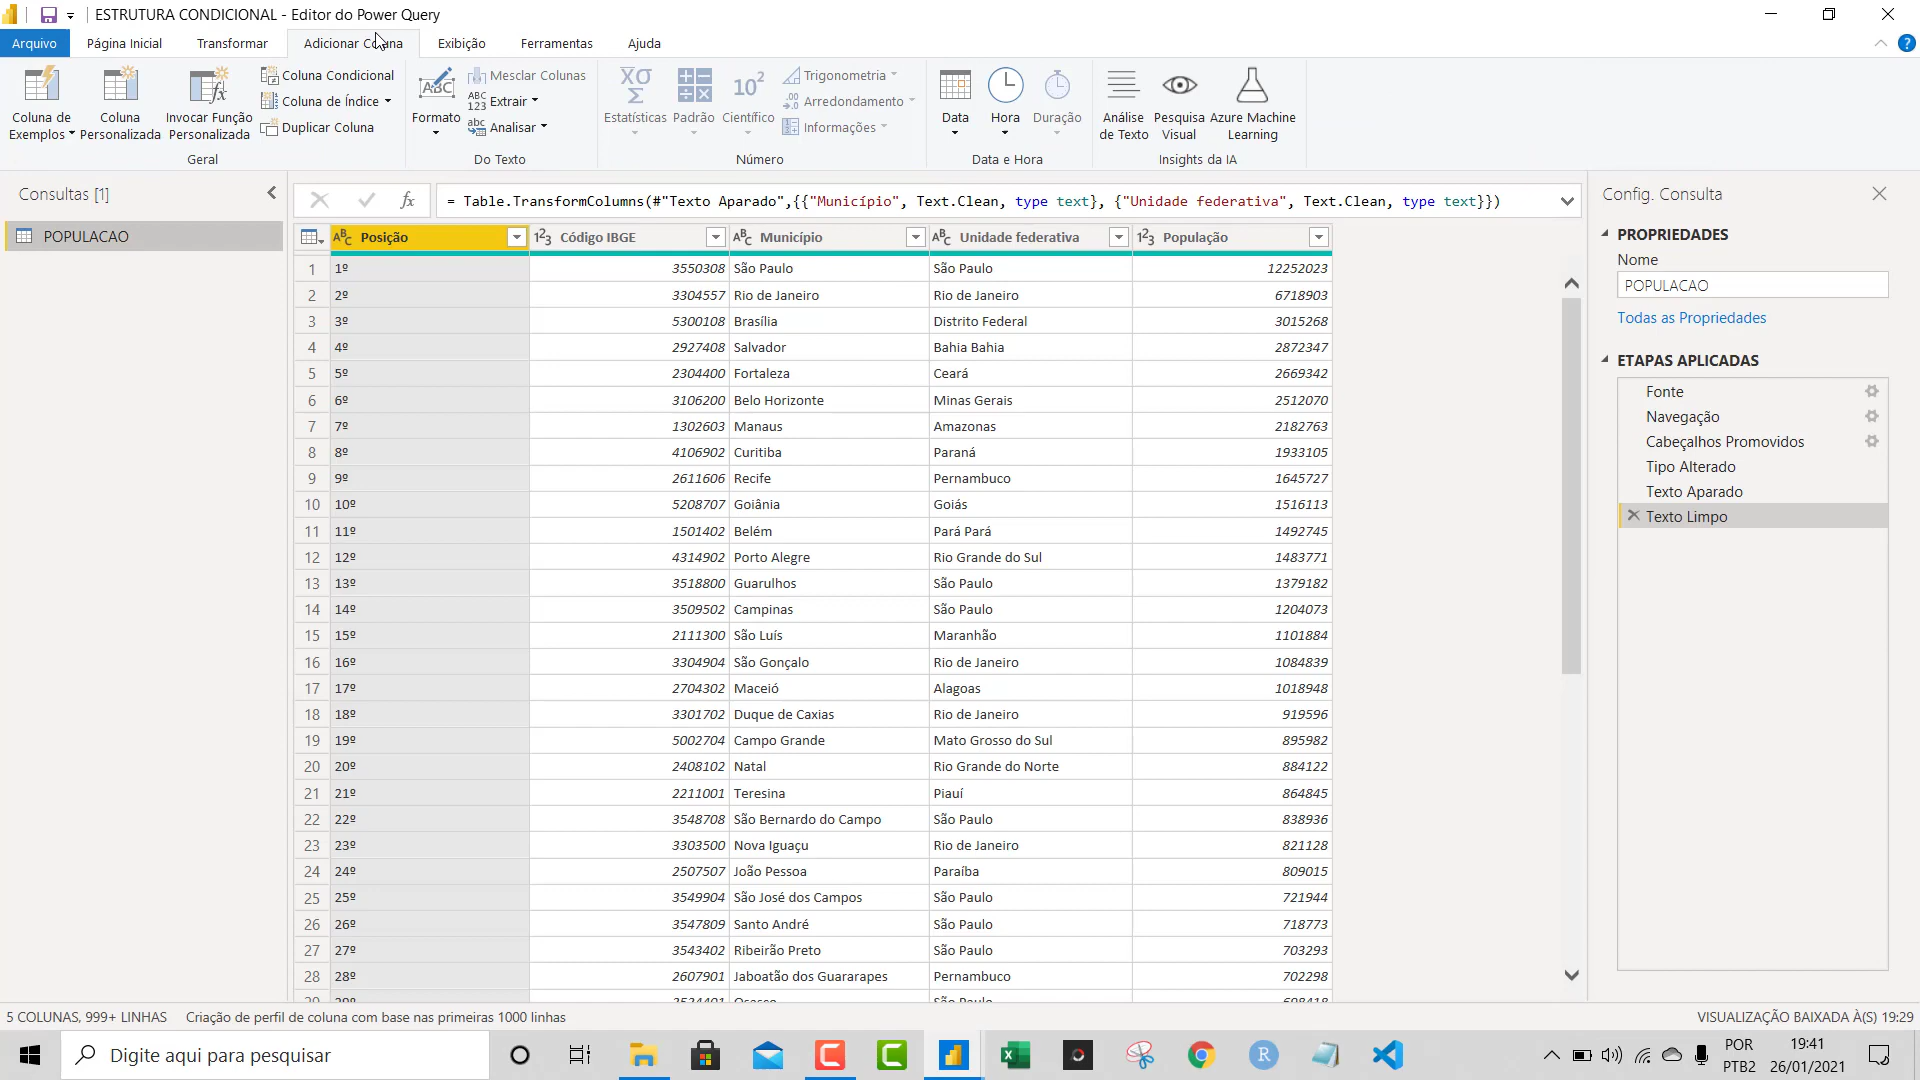 ESTRUTURA CONDICIONAL - Editor do Power Query
Arquivo Página Inicial Transformar Adicionar Coluna Exibição Ferramentas Ajuda
Coluna de Exemplos
Coluna Personalizada
Invocar Função Personalizada
Coluna Condicional
Coluna de Índice
Duplicar Coluna
Geral
Formato
Mesclar Colunas
Extrair
Analisar
Do Texto
Estatísticas
Padrão
Científico
Trigonometria
Arredondamento
Informações
Número
Data
Hora
Duração
Data e Hora
Análise de Texto
Pesquisa Visual
Azure Machine Learning
Insights da IA
Consultas [1]
POPULACAO
= Table.TransformColumns(#"Texto Aparado",{{"Município", Text.Clean, type text}, {"Unidade federativa", Text.Clean, type text}})
Posição Código IBGE Município Unidade federativa População
1 1º 3550308 São Paulo São Paulo 12252023
2 2º 3304557 Rio de Janeiro Rio de Janeiro 6718903
3 3º 5300108 Brasília Distrito Federal 3015268
4 4º 2927408 Salvador Bahia Bahia 2872347
5 5º 2304400 Fortaleza Ceará 2669342
6 6º 3106200 Belo Horizonte Minas Gerais 2512070
7 7º 1302603 Manaus Amazonas 2182763
8 8º 4106902 Curitiba Paraná 1933105
9 9º 2611606 Recife Pernambuco 1645727
10 10º 5208707 Goiânia Goiás 1516113
11 11º 1501402 Belém Pará Pará 1492745
12 12º 4314902 Porto Alegre Rio Grande do Sul 1483771
13 13º 3518800 Guarulhos São Paulo 1379182
14 14º 3509502 Campinas São Paulo 1204073
15 15º 2111300 São Luís Maranhão 1101884
16 16º 3304904 São Gonçalo Rio de Janeiro 1084839
17 17º 2704302 Maceió Alagoas 1018948
18 18º 3301702 Duque de Caxias Rio de Janeiro 919596
19 19º 5002704 Campo Grande Mato Grosso do Sul 895982
20 20º 2408102 Natal Rio Grande do Norte 884122
21 21º 2211001 Teresina Piauí 864845
22 22º 3548708 São Bernardo do Campo São Paulo 838936
23 23º 3303500 Nova Iguaçu Rio de Janeiro 821128
24 24º 2507507 João Pessoa Paraíba 809015
25 25º 3549904 São José dos Campos São Paulo 721944
26 26º 3547809 Santo André São Paulo 718773
27 27º 3543402 Ribeirão Preto São Paulo 703293
28 28º 2607901 Jaboatão dos Guararapes Pernambuco 702298
Config. Consulta
PROPRIEDADES
Nome
POPULACAO
Todas as Propriedades
ETAPAS APLICADAS
Fonte
Navegação
Cabeçalhos Promovidos
Tipo Alterado
Texto Aparado
Texto Limpo
5 COLUNAS, 999+ LINHAS Criação de perfil de coluna com base nas primeiras 1000 linhas
VISUALIZAÇÃO BAIXADA À(S) 19:29
Digite aqui para pesquisar
POR
PTB2
19:41
26/01/2021